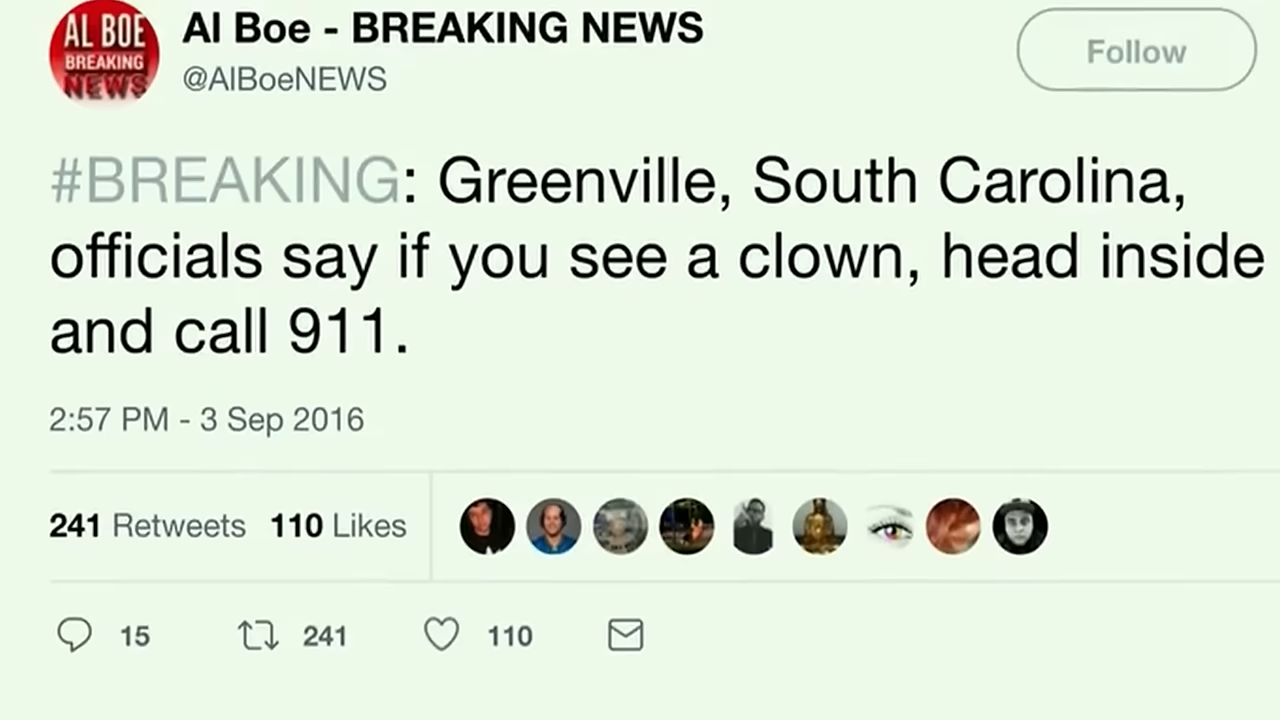 AL BOE
BREAKING
NEWS
Al Boe - BREAKING NEWS
@AlBoeNEWS
Follow
#BREAKING: Greenville, South Carolina,
officials say if you see a clown, head inside
and call 911.
2:57 PM - 3 Sep 2016
241 Retweets 110 Likes
15 241 110